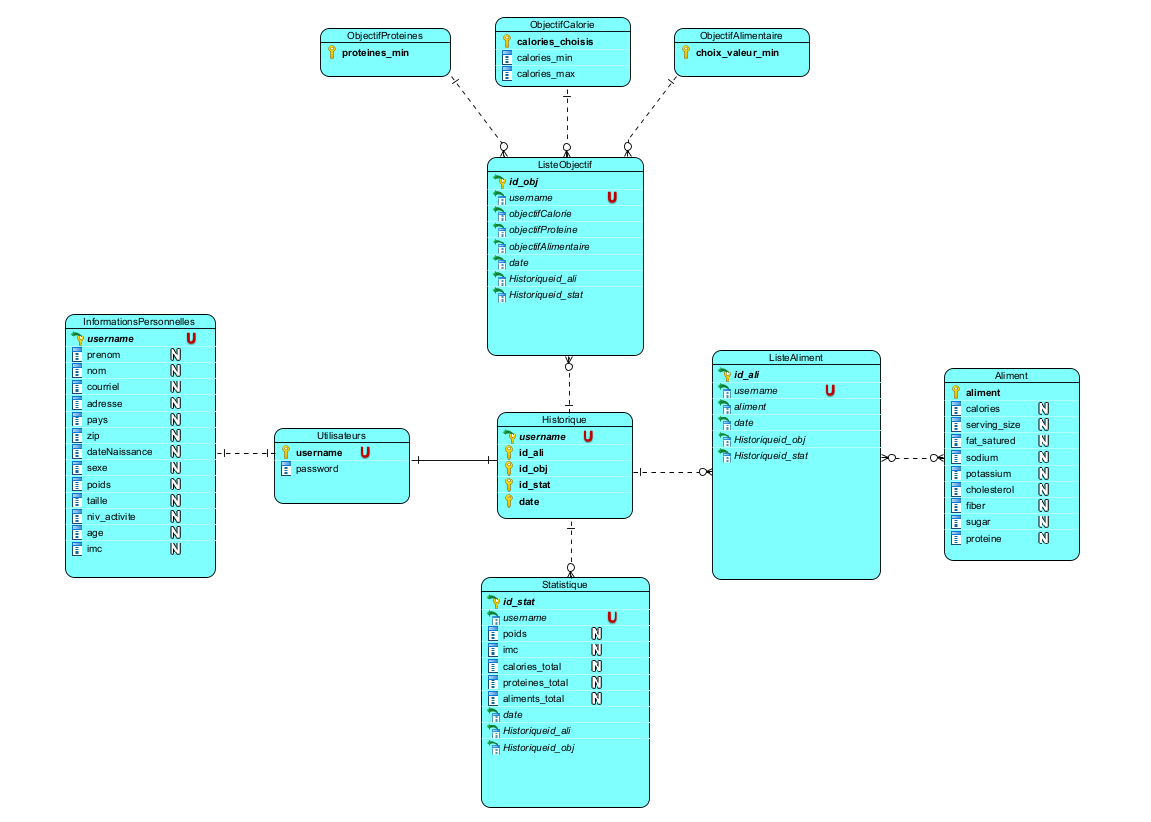 ObjectifProteines
proteines_min
ObjectifCalorie
calories_choisis
calories_min
calories_max
ObjectifAlimentaire
choix_valeur_min
ListeObjectif
id_obj
username U
objectifCalorie
objectifProteine
objectifAlimentaire
date
Historiqueid_ali
Historiqueid_stat
InformationsPersonnelles
username U
prenom N
nom N
courriel N
adresse N
pays N
zip N
dateNaissance N
sexe N
poids N
taille N
niv_activite N
age N
imc N
Utilisateurs
username U
password
Historique
username U
id_ali
id_obj
id_stat
date
ListeAliment
id_ali
username U
aliment
date
Historiqueid_obj
Historiqueid_stat
Aliment
aliment
calories N
serving_size N
fat_satured N
sodium N
potassium N
cholesterol N
fiber N
sugar N
proteine N
Statistique
id_stat
username U
poids N
imc N
calories_total N
proteines_total N
aliments_total N
date
Historiqueid_ali
Historiqueid_obj